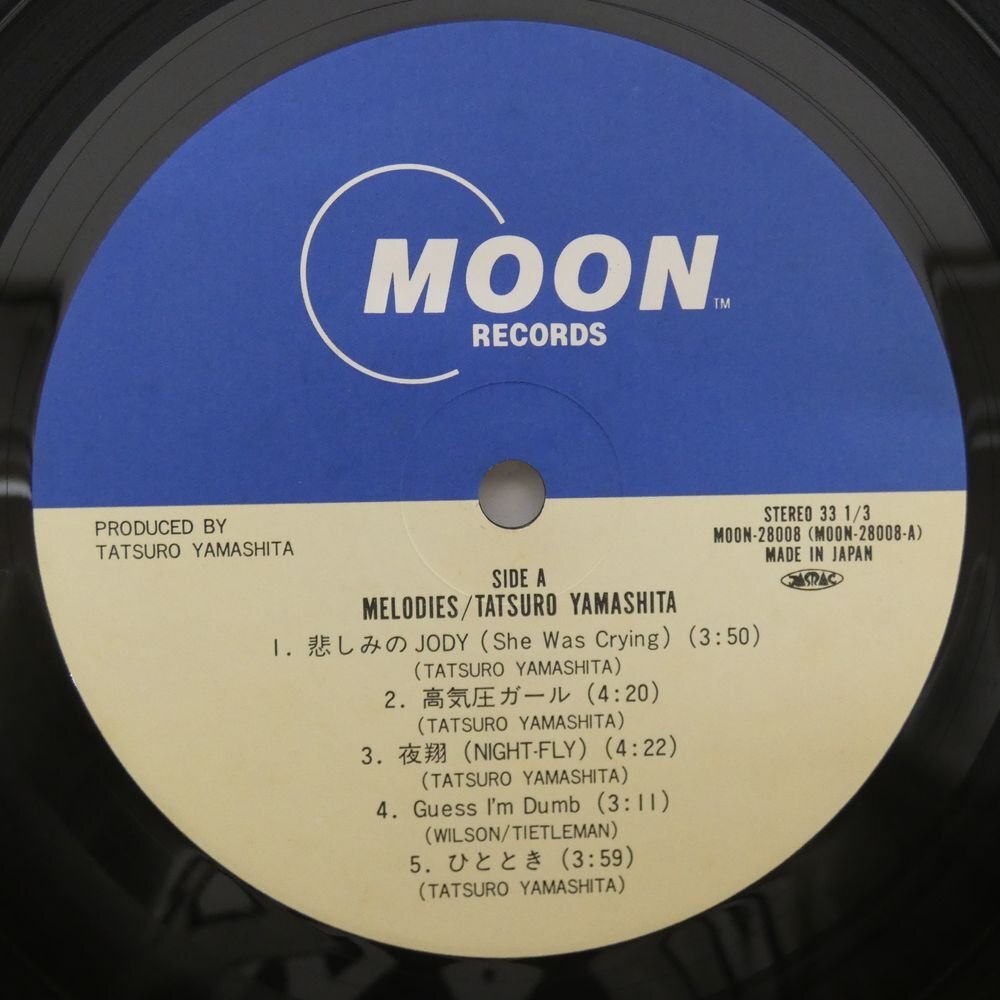 MOON TM
RECORDS
PRODUCED BY
TATSURO YAMASHITA
STEREO 33 1/3
MOON-28008 (MOON-28008-A)
MADE IN JAPAN
JASRAC
SIDE A
MELODIES/TATSURO YAMASHITA
1. 悲しみのJODY (She Was Crying) (3:50)
(TATSURO YAMASHITA)
2. 高気圧ガール (4:20)
(TATSURO YAMASHITA)
3. 夜翔 (NIGHT-FLY) (4:22)
(TATSURO YAMASHITA)
4. Guess I'm Dumb (3:11)
(WILSON/TIETLEMAN)
5. ひととき (3:59)
(TATSURO YAMASHITA)